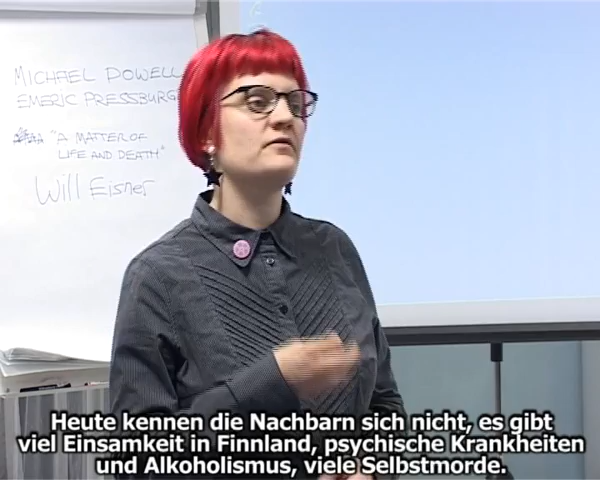 MICHAEL POWELL
EMERIC PRESSBURG
"A MATTER OF
LIFE AND DEATH"
Will Eisner
Heute kennen die Nachbarn sich nicht, es gibt
viel Einsamkeit in Finnland, psychische Krankheiten
und Alkoholismus, viele Selbstmorde.